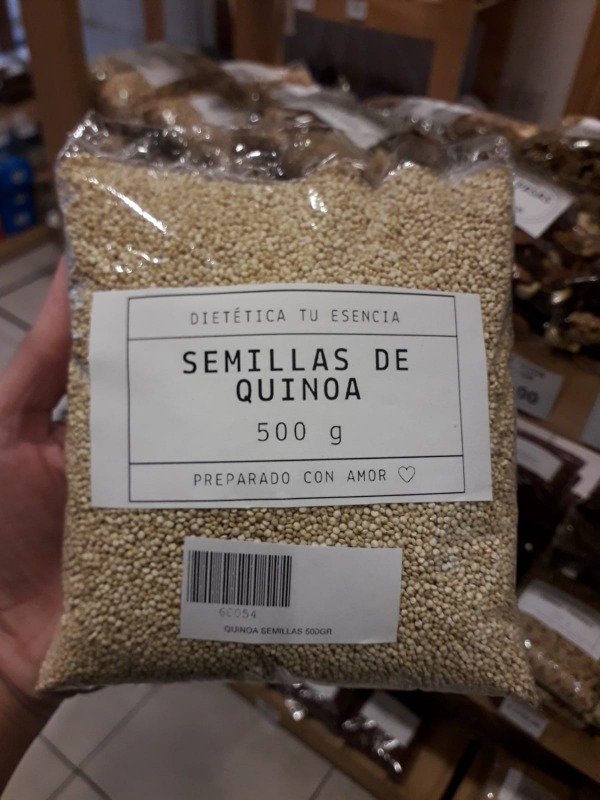 DIETÉTICA TU ESENCIA
SEMILLAS DE
QUINOA
500 g
PREPARADO CON AMOR ♡
60054
QUINOA SEMILLAS 500GR